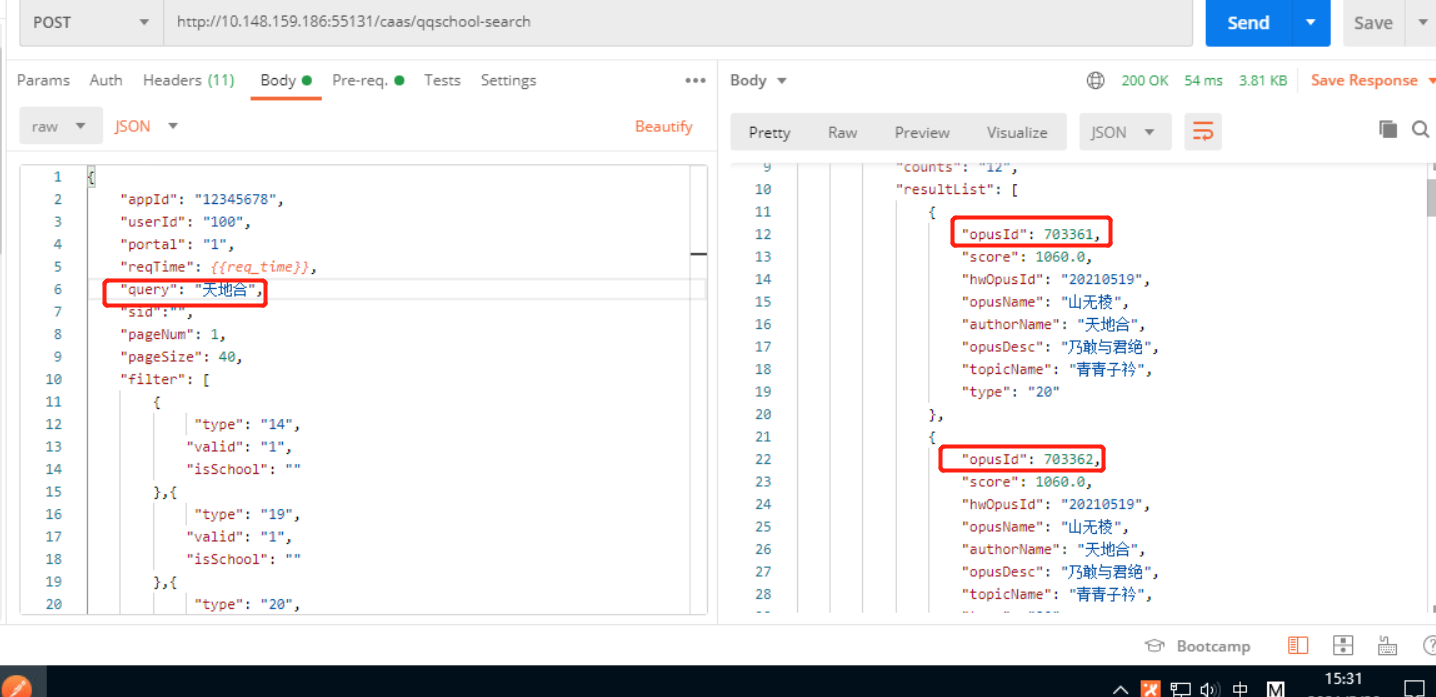 POST
http://10.148.159.186:55131/caas/qqschool-search
Send
Save
Params Auth Headers (11) Body Pre-req. Tests Settings •••
raw JSON Beautify
1 {
2 "appId": "12345678",
3 "userId": "100",
4 "portal": "1",
5 "reqTime": {{req_time}},
6 "query": "天地合",
7 "sid":"",
8 "pageNum": 1,
9 "pageSize": 40,
10 "filter": [
11 {
12 "type": "14",
13 "valid": "1",
14 "isSchool": ""
15 },{
16 "type": "19",
17 "valid": "1",
18 "isSchool": ""
19 },{
20 "type": "20",
Body 200 OK 54 ms 3.81 KB Save Response
Pretty Raw Preview Visualize JSON
9 "counts": "12",
10 "resultList": [
11 {
12 "opusId": 703361,
13 "score": 1060.0,
14 "hwOpusId": "20210519",
15 "opusName": "山无棱",
16 "authorName": "天地合",
17 "opusDesc": "乃敢与君绝",
18 "topicName": "青青子衿",
19 "type": "20"
20 },
21 {
22 "opusId": 703362,
23 "score": 1060.0,
24 "hwOpusId": "20210519",
25 "opusName": "山无棱",
26 "authorName": "天地合",
27 "opusDesc": "乃敢与君绝",
28 "topicName": "青青子衿",
Bootcamp
中 M 15:31